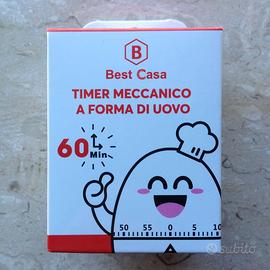 B
Best Casa
TIMER MECCANICO
A FORMA DI UOVO
60 Min
50 55 0 5 10
subito